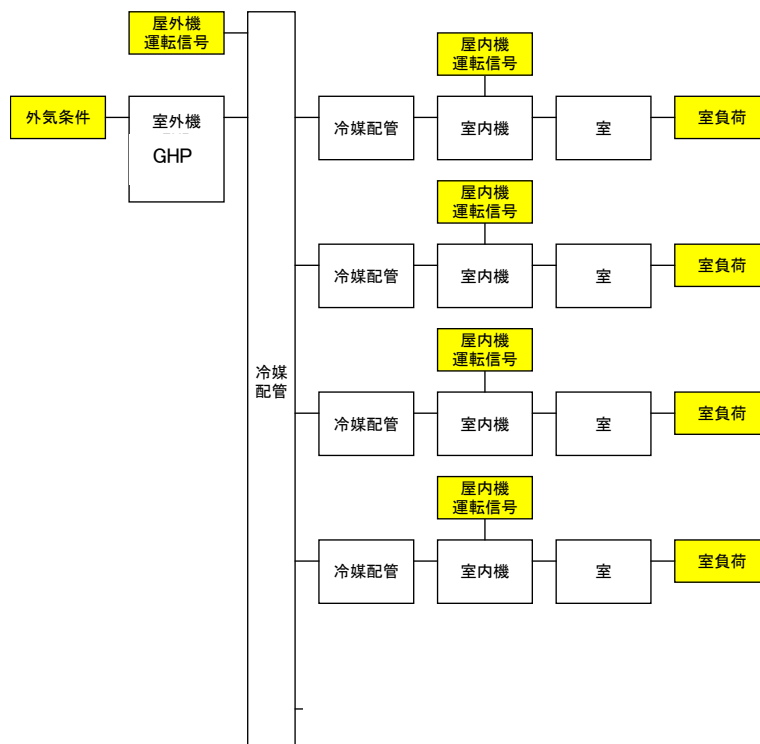 屋外機
運転信号
屋内機
運転信号
外気条件
室外機
GHP
冷媒配管
室内機
室
室負荷
屋内機
運転信号
冷媒配管
室内機
室
室負荷
屋内機
運転信号
冷媒
配管
冷媒配管
室内機
室
室負荷
屋内機
運転信号
冷媒配管
室内機
室
室負荷